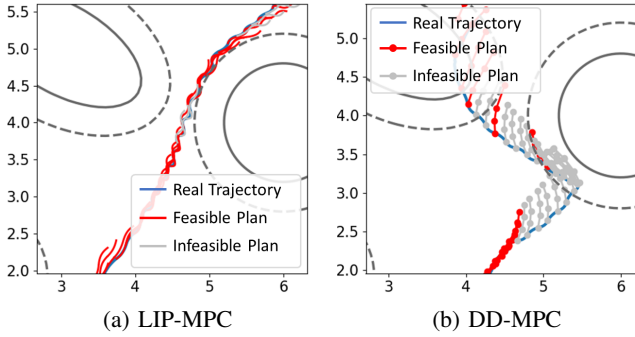 5.5
5.0
4.5
4.0
3.5
3.0
2.5
2.0
3 4 5 6
Real Trajectory
Feasible Plan
Infeasible Plan
(a) LIP-MPC
5.0
4.5
4.0
3.5
3.0
2.5
2.0
3 4 5 6
Real Trajectory
Feasible Plan
Infeasible Plan
(b) DD-MPC